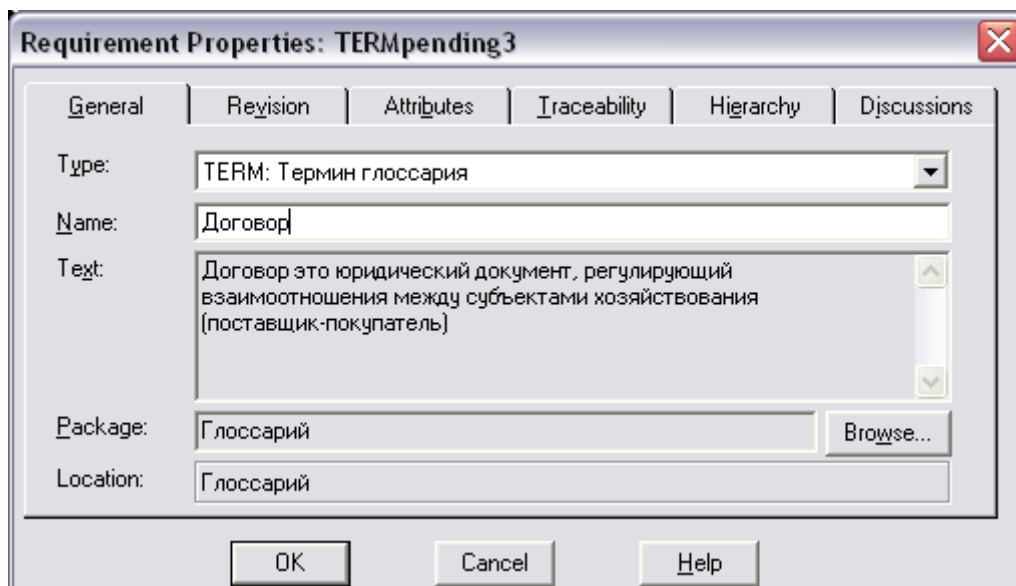 Requirement Properties: TERMpending3
General Revision Attributes Traceability Hierarchy Discussions
Type: TERM: Термин глоссария
Name: Договор
Text: Договор это юридический документ, регулирующий
взаимоотношения между субъектами хозяйствования
(поставщик-покупатель)
Package: Глоссарий Browse...
Location: Глоссарий
OK Cancel Help